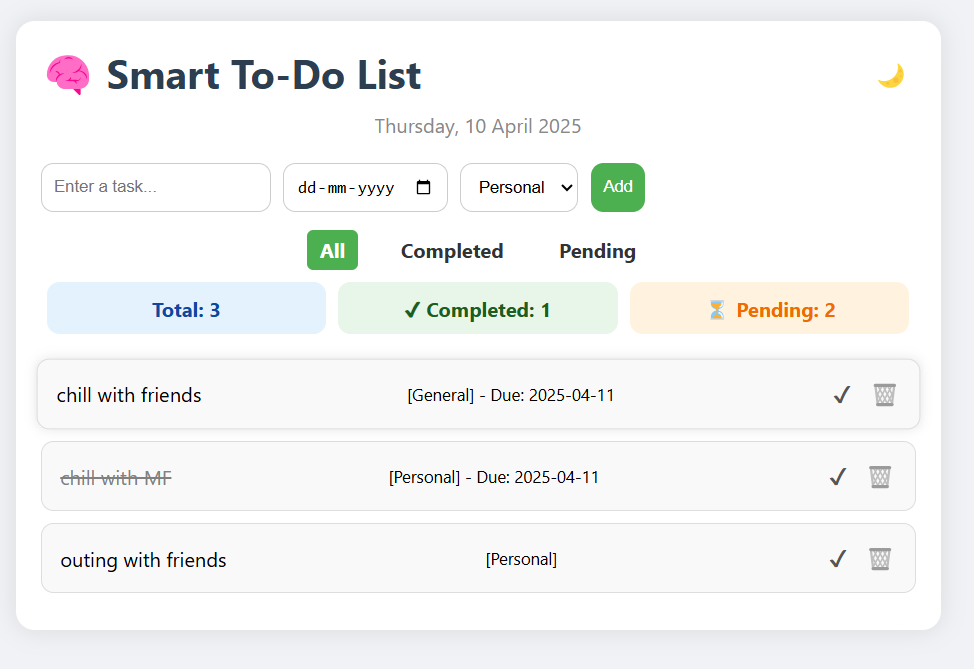 Smart To-Do List
Thursday, 10 April 2025
Enter a task... dd-mm-yyyy Personal Add
All Completed Pending
Total: 3 ✓ Completed: 1 ⏳ Pending: 2
chill with friends [General] - Due: 2025-04-11 ✓
chill with MF [Personal] - Due: 2025-04-11 ✓
outing with friends [Personal] ✓